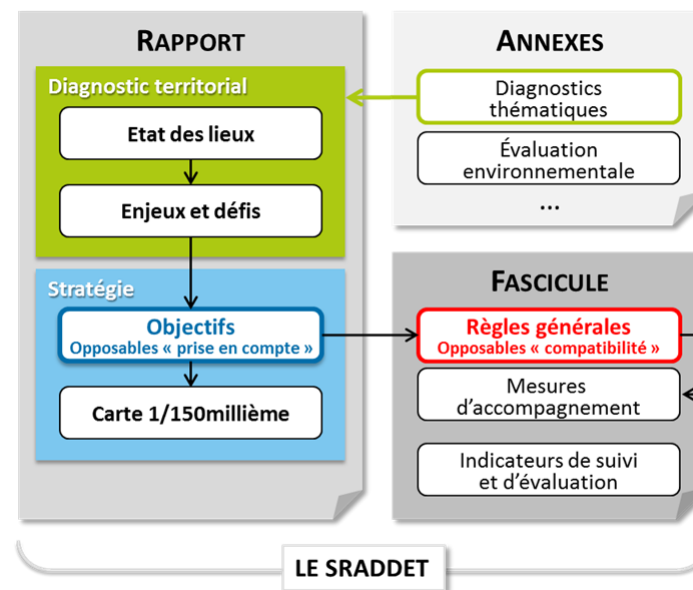 RAPPORT
Diagnostic territorial
Etat des lieux
Enjeux et défis
Stratégie
Objectifs
Opposables « prise en compte »
Carte 1/150millième
ANNEXES
Diagnostics
thématiques
Évaluation
environnementale
...
FASCICULE
Règles générales
Opposables « compatibilité »
Mesures
d'accompagnement
Indicateurs de suivi
et d'évaluation
LE SRADDET